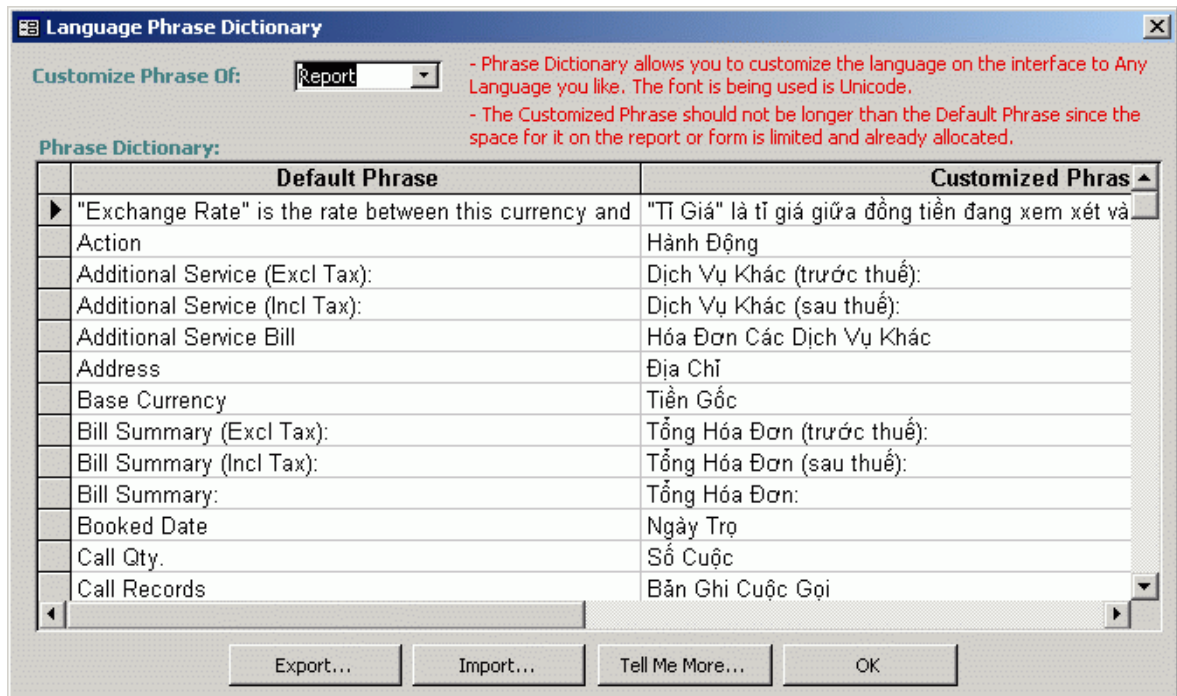 Language Phrase Dictionary
Customize Phrase Of: Report
- Phrase Dictionary allows you to customize the language on the interface to Any
Language you like. The font is being used is Unicode.
- The Customized Phrase should not be longer than the Default Phrase since the
space for it on the report or form is limited and already allocated.
Phrase Dictionary:
Default Phrase Customized Phras
"Exchange Rate" is the rate between this currency and "Tỉ Giá" là tỉ giá giữa đồng tiền đang xem xét và
Action Hành Động
Additional Service (Excl Tax): Dịch Vụ Khác (trước thuế):
Additional Service (Incl Tax): Dịch Vụ Khác (sau thuế):
Additional Service Bill Hóa Đơn Các Dịch Vụ Khác
Address Địa Chỉ
Base Currency Tiền Gốc
Bill Summary (Excl Tax): Tổng Hóa Đơn (trước thuế):
Bill Summary (Incl Tax): Tổng Hóa Đơn (sau thuế):
Bill Summary: Tổng Hóa Đơn:
Booked Date Ngày Trọ
Call Qty. Số Cuộc
Call Records Bản Ghi Cuộc Gọi
Export... Import... Tell Me More... OK